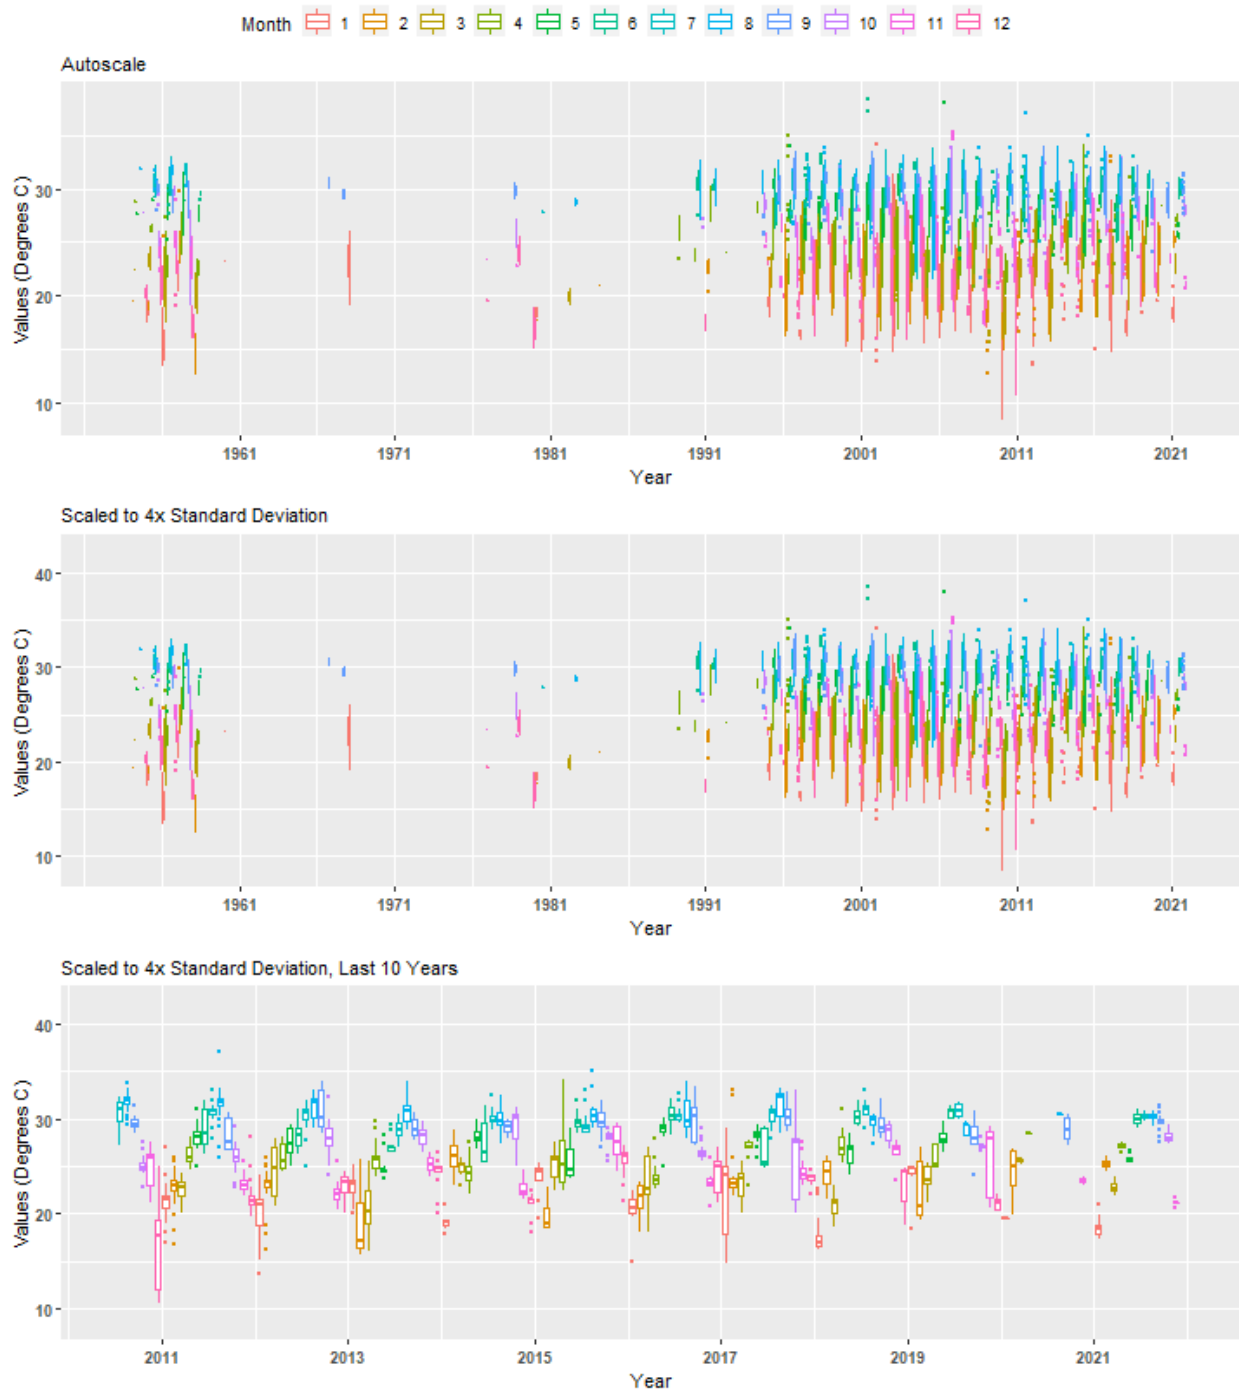 Month 1 2 3 4 5 6 7 8 9 10 11 12
Autoscale
Values (Degrees C)
30
20
10
1961 1971 1981 1991 2001 2011 2021
Year
Scaled to 4x Standard Deviation
Values (Degrees C)
40
30
20
10
1961 1971 1981 1991 2001 2011 2021
Year
Scaled to 4x Standard Deviation, Last 10 Years
Values (Degrees C)
40
30
20
10
2011 2013 2015 2017 2019 2021
Year